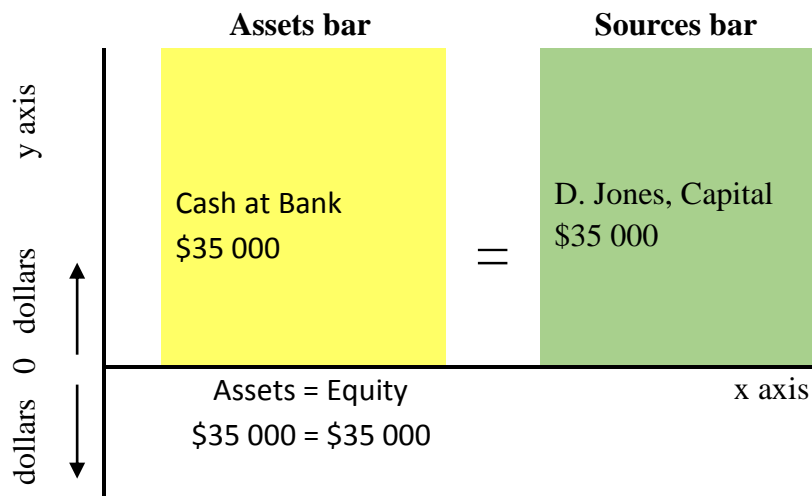 Assets bar
Sources bar
y axis
Cash at Bank
$35 000
=
D. Jones, Capital
$35 000
dollars 0 dollars
Assets = Equity
$35 000 = $35 000
x axis